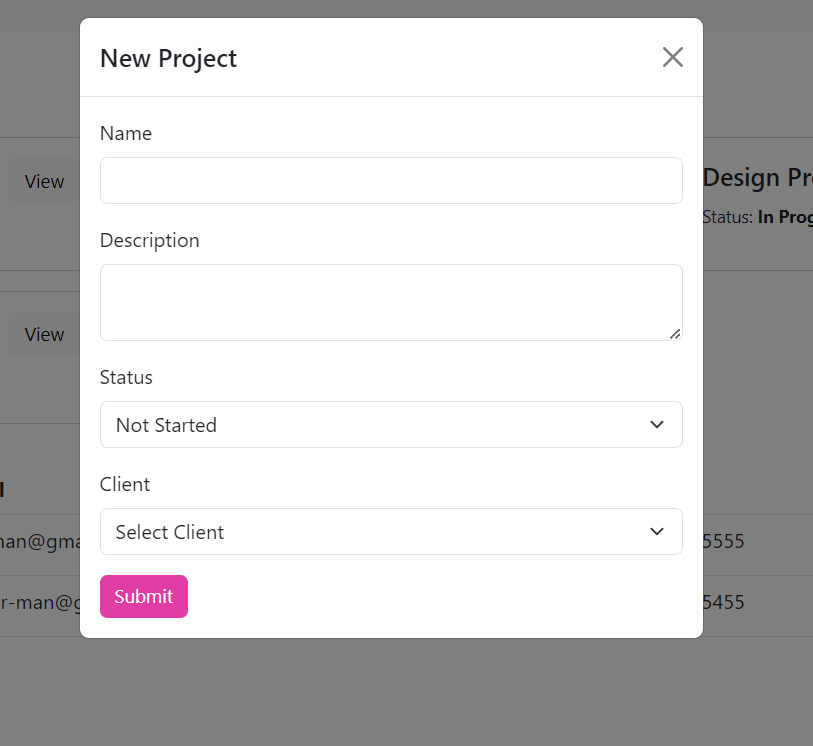 New Project
Name
Description
Status
Not Started
Client
Select Client
Submit
View
Design Pr
Status: In Prog
View
man@gma
5555
r-man@g
5455